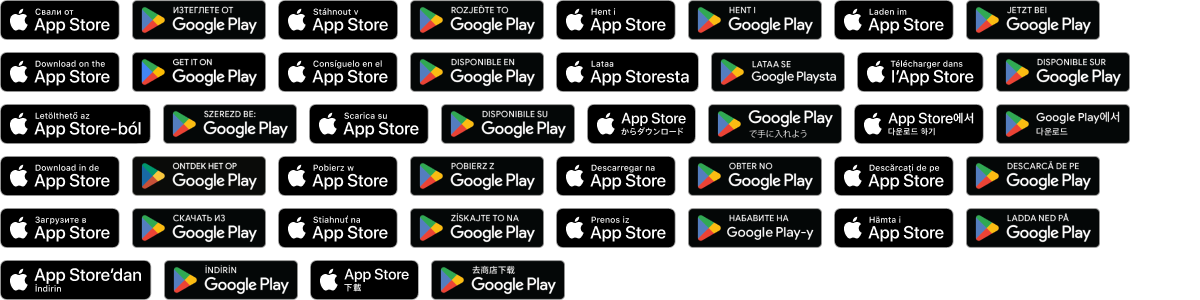 Свали от
App Store
ИЗТЕГЛЕТЕ ОТ
Google Play
Stáhnout v
App Store
ROZJEĎTE TO
Google Play
Hent i
App Store
HENT I
Google Play
Laden im
App Store
JETZT BEI
Google Play
Download on the
App Store
GET IT ON
Google Play
Consíguelo en el
App Store
DISPONIBLE EN
Google Play
Lataa
App Storesta
LATAA SE
Google Playsta
Télécharger dans
l'App Store
DISPONIBLE SUR
Google Play
Letölthető az
App Store-ból
SZEREZD BE:
Google Play
Scarica su
App Store
DISPONIBILE SU
Google Play
App Store
からダウンロード
Google Play
で手に入れよう
App Store에서
다운로드 하기
Google Play에서
다운로드
Download in de
App Store
ONTDEK HET OP
Google Play
Pobierz w
App Store
POBIERZ Z
Google Play
Descarregar na
App Store
OBTER NO
Google Play
Descărcați de pe
App Store
DESCARCĂ DE PE
Google Play
Загрузите в
App Store
СКАЧАТЬ ИЗ
Google Play
Stiahnuť na
App Store
ZÍSKAJTE TO NA
Google Play
Prenos iz
App Store
НАБАВИТЕ НА
Google Play-у
Hämta i
App Store
LADDA NED PÅ
Google Play
App Store'dan
İndirin
İNDİRİN
Google Play
App Store
下載
去商店下载
Google Play